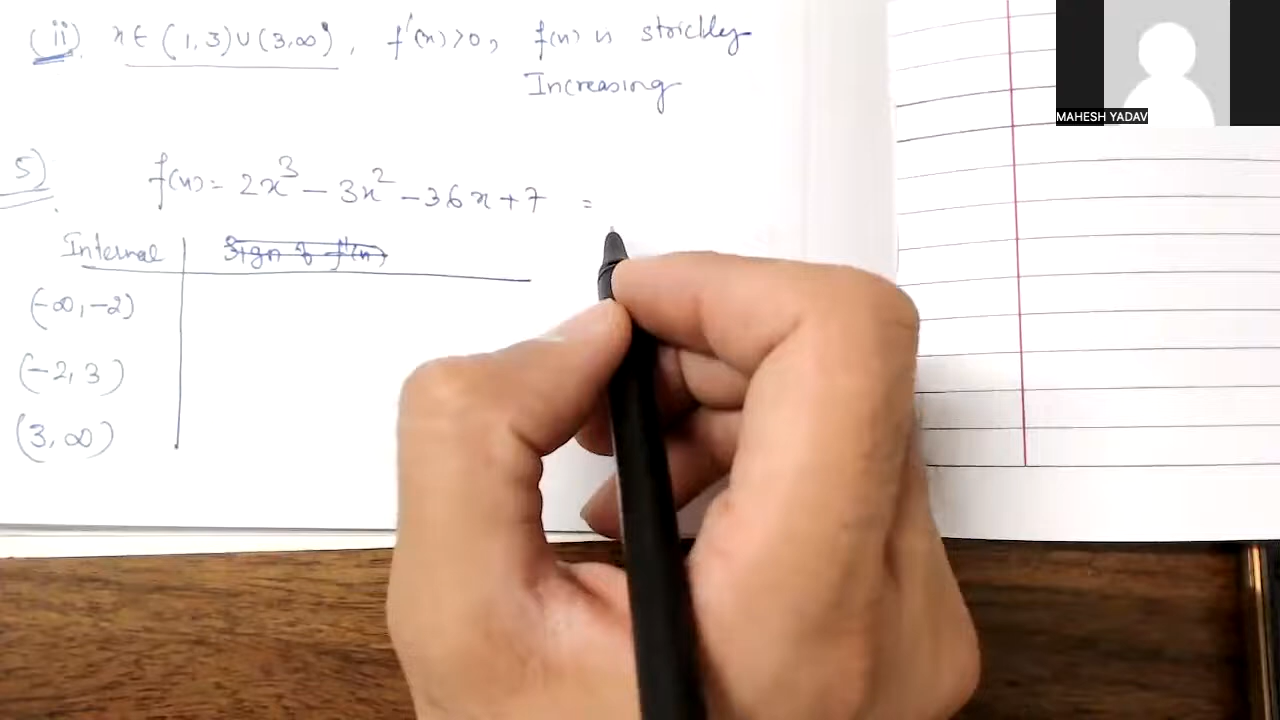 (ii) x ∈ (1, 3) ∪ (3, ∞), f'(x) > 0, f(x) is strictly
Increasing
MAHESH YADAV
5) f(x) = 2x³ - 3x² - 36x + 7 =
Interval Sign of f'(x)
(-∞, -2)
(-2, 3)
(3, ∞)